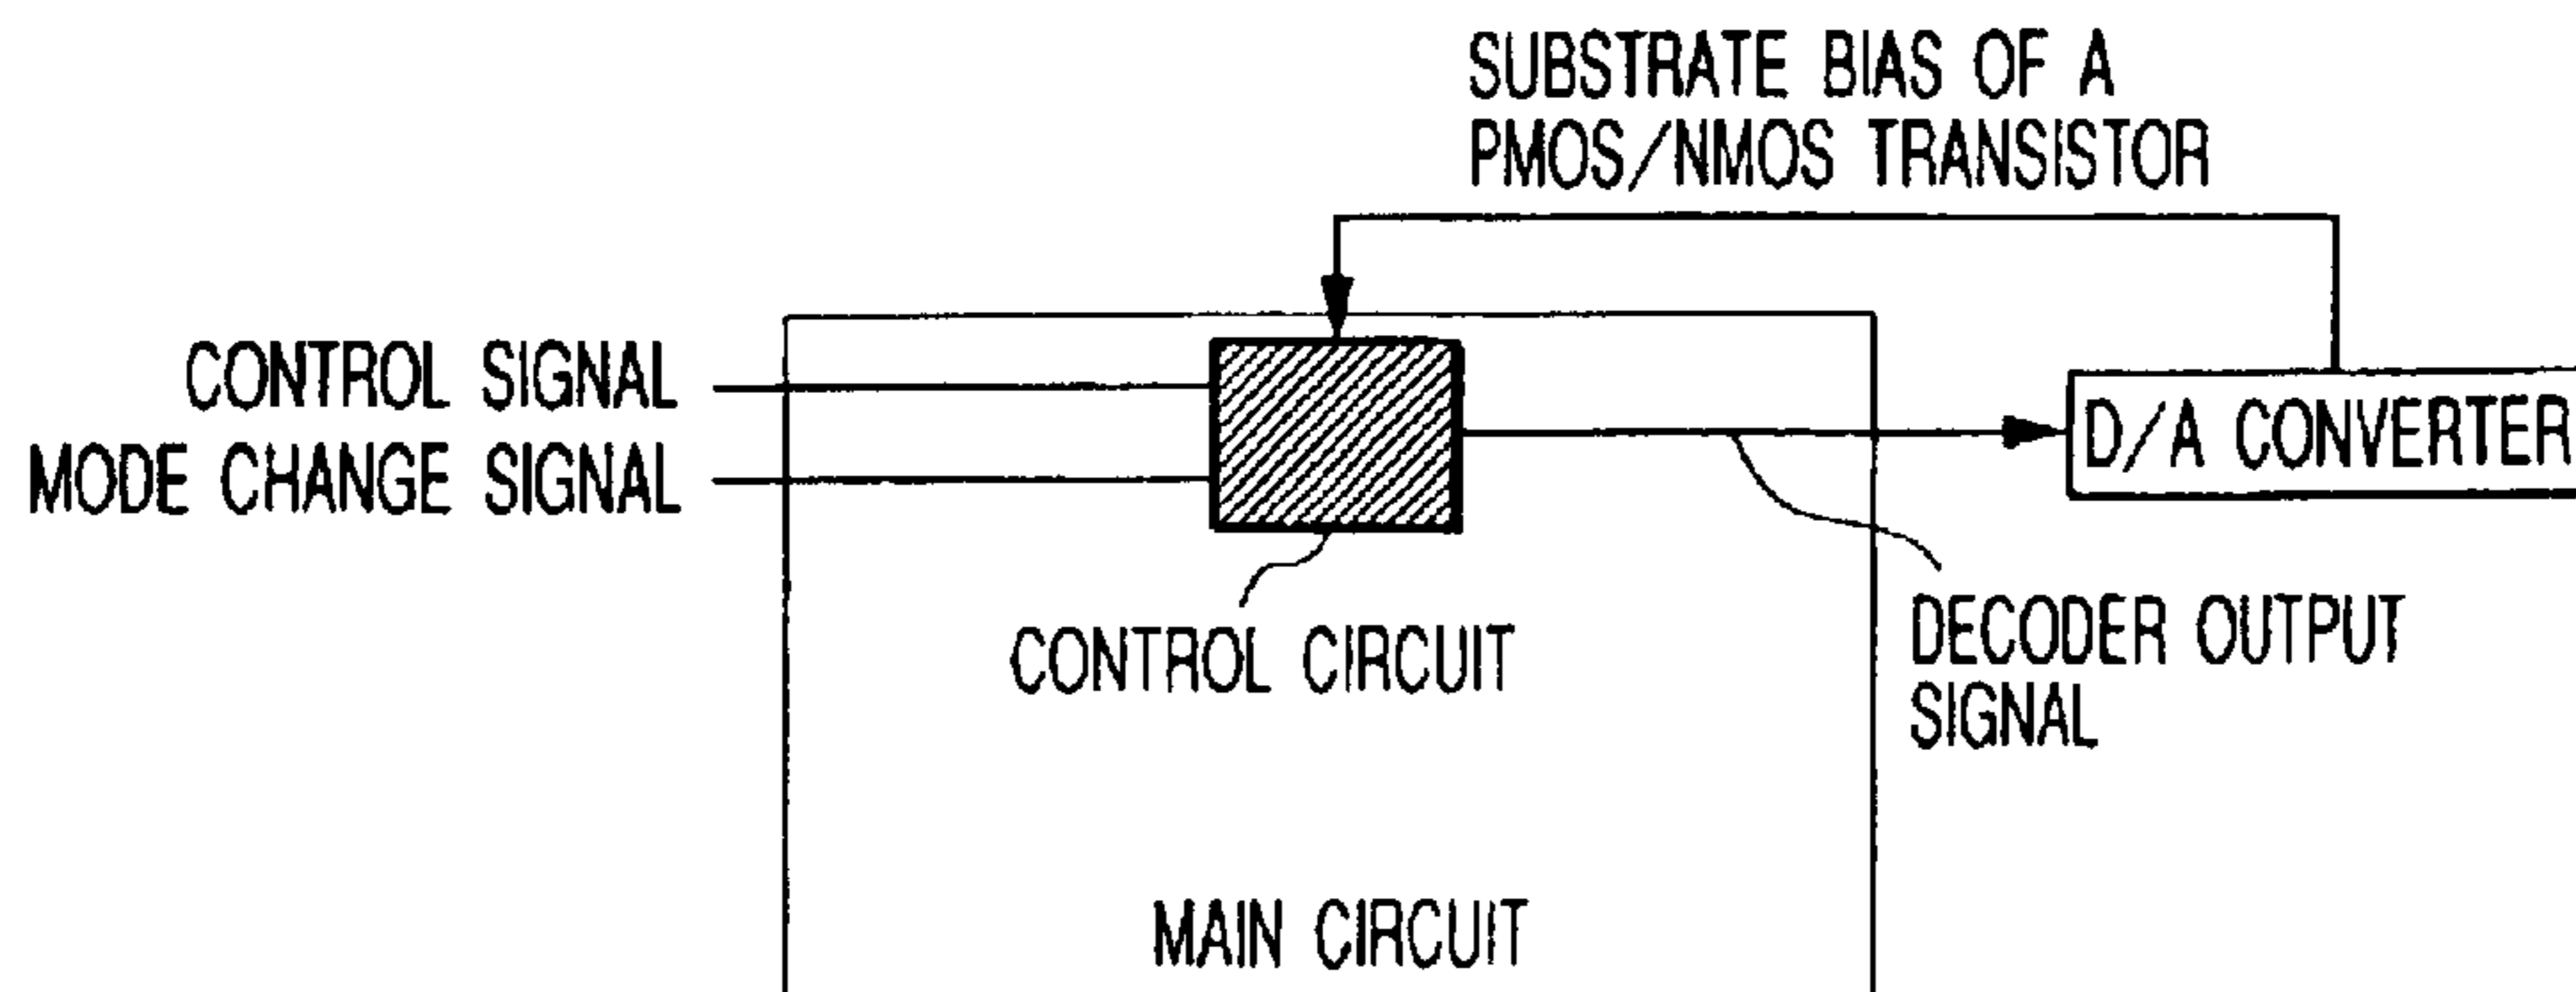 SUBSTRATE BIAS OF A
PMOS/NMOS TRANSISTOR
CONTROL SIGNAL
MODE CHANGE SIGNAL
D/A CONVERTER
CONTROL CIRCUIT
DECODER OUTPUT
SIGNAL
MAIN CIRCUIT